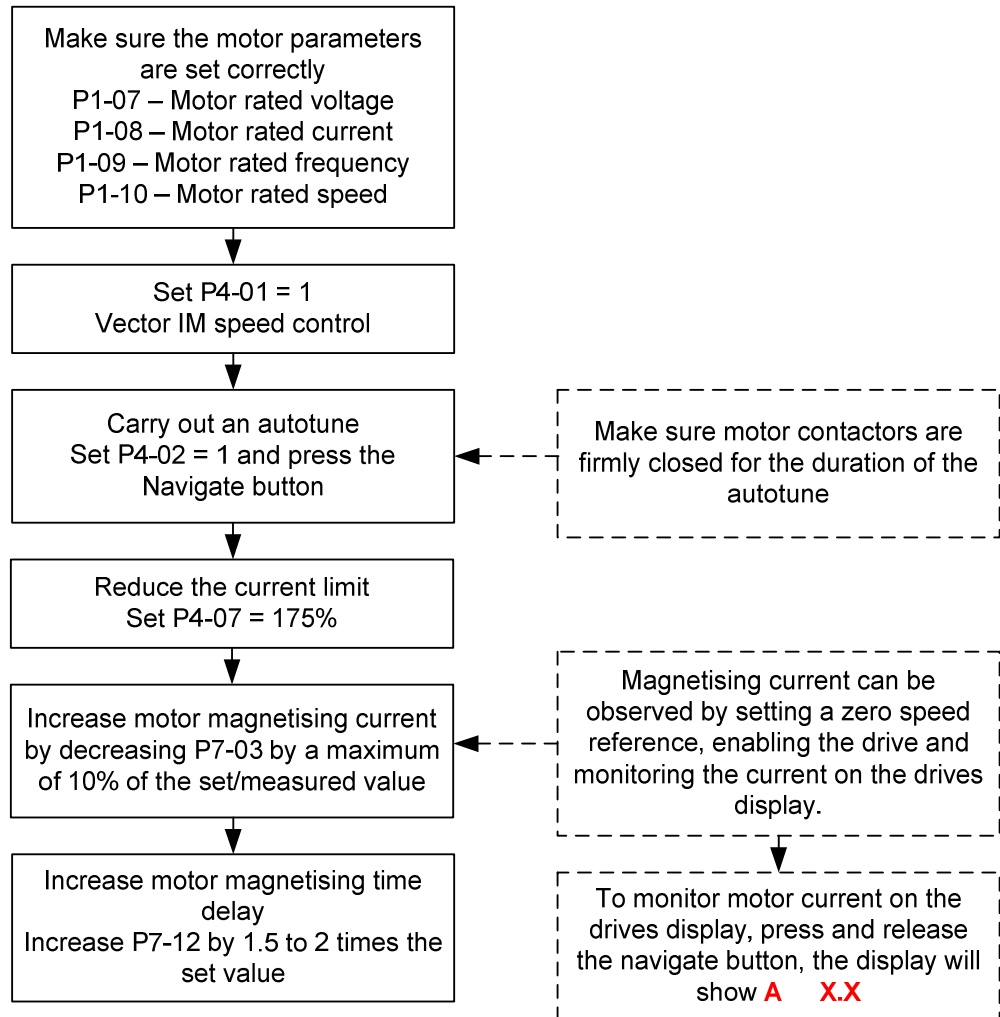 Make sure the motor parameters
are set correctly
P1-07 – Motor rated voltage
P1-08 – Motor rated current
P1-09 – Motor rated frequency
P1-10 – Motor rated speed
Set P4-01 = 1
Vector IM speed control
Carry out an autotune
Set P4-02 = 1 and press the
Navigate button
Make sure motor contactors are
firmly closed for the duration of the
autotune
Reduce the current limit
Set P4-07 = 175%
Increase motor magnetising current
by decreasing P7-03 by a maximum
of 10% of the set/measured value
Magnetising current can be
observed by setting a zero speed
reference, enabling the drive and
monitoring the current on the drives
display.
Increase motor magnetising time
delay
Increase P7-12 by 1.5 to 2 times the
set value
To monitor motor current on the
drives display, press and release
the navigate button, the display will
show A X.X